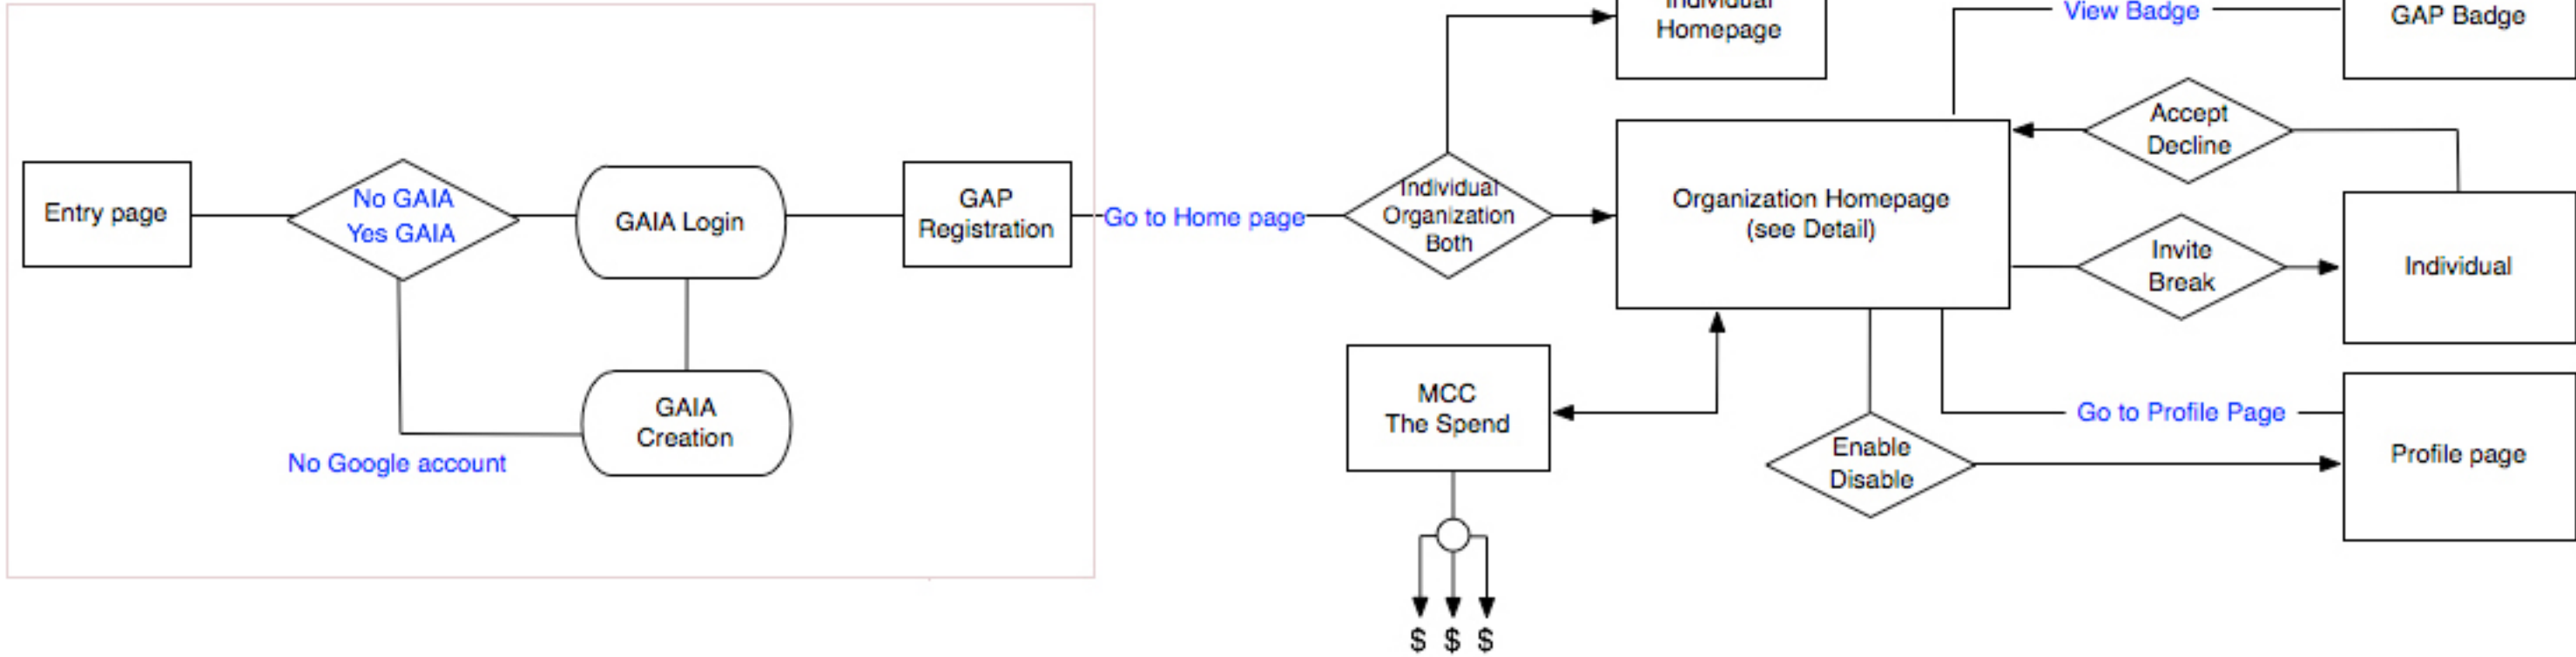 Individual
Homepage
View Badge
GAP Badge
Accept
Decline
Entry page
No GAIA
Yes GAIA
GAIA Login
GAP
Registration
Go to Home page
Individual
Organization
Both
Organization Homepage
(see Detail)
Invite
Break
Individual
GAIA
Creation
No Google account
MCC
The Spend
Enable
Disable
Go to Profile Page
Profile page
$ $ $